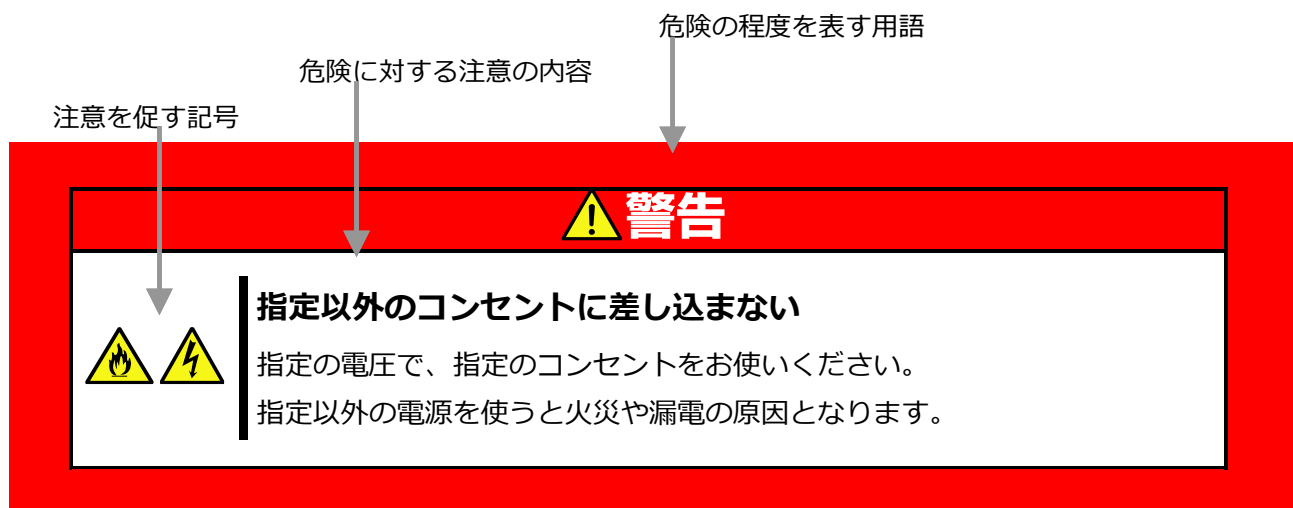 危険の程度を表す用語
危険に対する注意の内容
注意を促す記号
警告
指定以外のコンセントに差し込まない
指定の電圧で、指定のコンセントをお使いください。
指定以外の電源を使うと火災や漏電の原因となります。